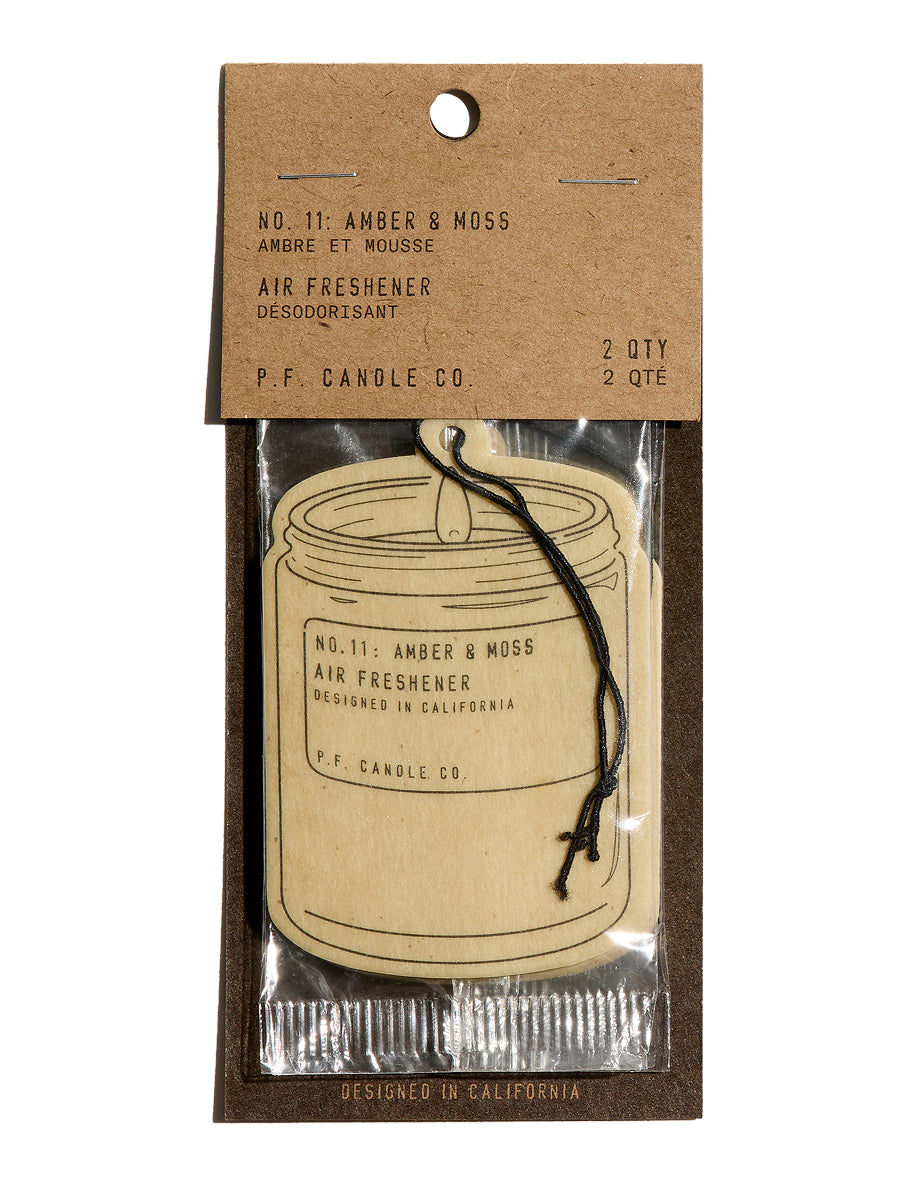 NO. 11: AMBER & MOSS
AMBRE ET MOUSSE
AIR FRESHENER
DÉSODORISANT
2 QTY
P.F. CANDLE CO.
2 QTÉ
NO.11: AMBER & MOSS
AIR FRESHENER
DESIGNED IN CALIFORNIA
P.F. CANDLE CO.
DESIGNED IN CALIFORNIA